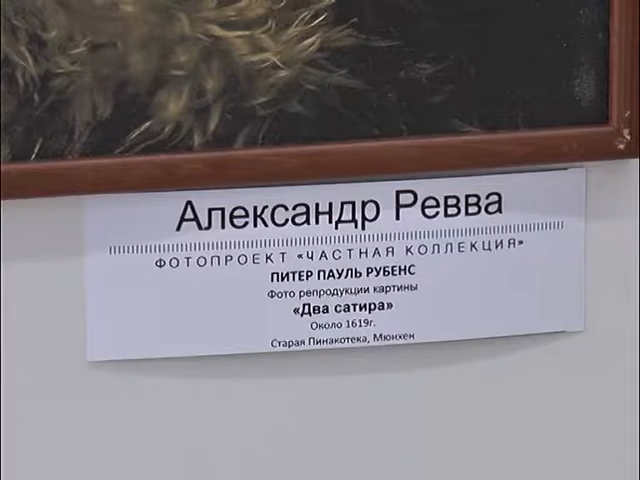 Александр Ревва
ФОТОПРОЕКТ «ЧАСТНАЯ КОЛЛЕКЦИЯ»
ПИТЕР ПАУЛЬ РУБЕНС
Фото репродукции картины
«Два сатира»
Около 1619г.
Старая Пинакотека, Мюнхен